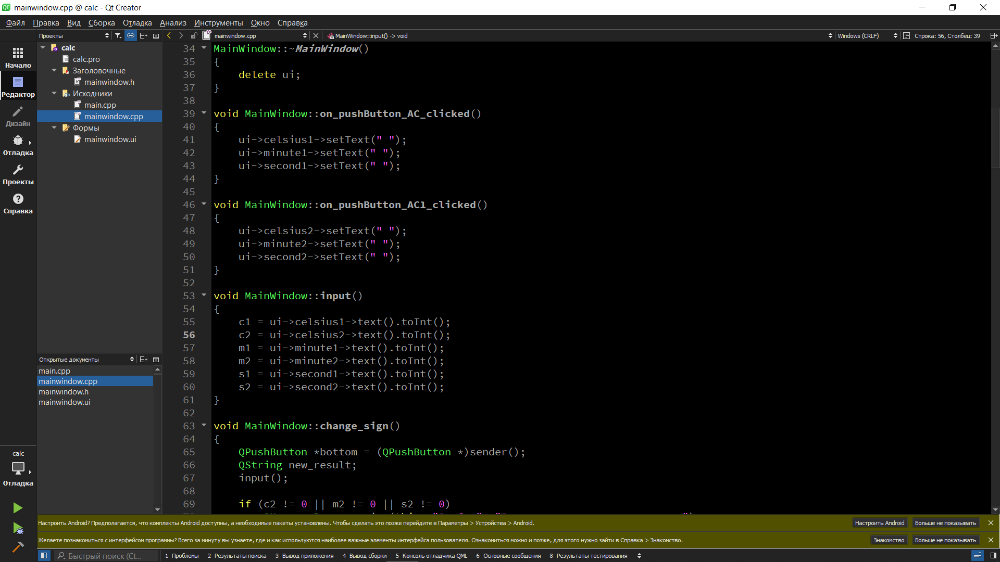 mainwindow.cpp @ calc - Qt Creator
Файл Правка Вид Сборка Отладка Анализ Инструменты Окно Справка
Проекты
mainwindow.cpp
MainWindow::input() -> void
Windows (CRLF)
Строка: 56, Столбец: 39
Начало
Редактор
Дизайн
Отладка
Проекты
Справка
calc
calc.pro
Заголовочные
mainwindow.h
Исходники
main.cpp
mainwindow.cpp
Формы
mainwindow.ui
Открытые документы
main.cpp
mainwindow.cpp
mainwindow.h
mainwindow.ui
calc
Отладка
34 MainWindow::~MainWindow()
35 {
36     delete ui;
37 }
38
39 void MainWindow::on_pushButton_AC_clicked()
40 {
41     ui->celsius1->setText(" ");
42     ui->minute1->setText(" ");
43     ui->second1->setText(" ");
44 }
45
46 void MainWindow::on_pushButton_AC1_clicked()
47 {
48     ui->celsius2->setText(" ");
49     ui->minute2->setText(" ");
50     ui->second2->setText(" ");
51 }
52
53 void MainWindow::input()
54 {
55     c1 = ui->celsius1->text().toInt();
56     c2 = ui->celsius2->text().toInt();
57     m1 = ui->minute1->text().toInt();
58     m2 = ui->minute2->text().toInt();
59     s1 = ui->second1->text().toInt();
60     s2 = ui->second2->text().toInt();
61 }
62
63 void MainWindow::change_sign()
64 {
65     QPushButton *bottom = (QPushButton *)sender();
66     QString new_result;
67     input();
68
69     if (c2 != 0 || m2 != 0 || s2 != 0)
Настроить Android? Предполагается, что комплекты Android доступны, а необходимые пакеты установлены. Чтобы сделать это позже перейдите в Параметры > Устройства > Android.
Настроить Android
Больше не показывать
Желаете познакомиться с интерфейсом программы? Всего за минуту вы узнаете, где и как используются наиболее важные элементы интерфейса пользователя. Ознакомиться можно и позже, для этого нужно зайти в Справка > Знакомство.
Знакомство
Больше не показывать
Быстрый поиск (Ct...
1 Проблемы 2 Результаты поиска 3 Вывод приложения 4 Вывод сборки 5 Консоль отладчика QML 6 Основные сообщения 8 Результаты тестирования